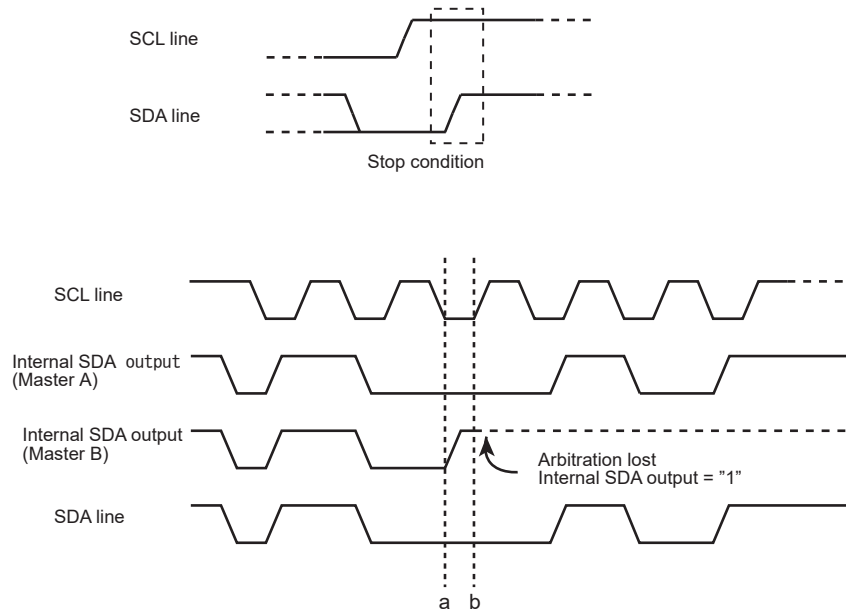 SCL line
SDA line
Stop condition
SCL line
Internal SDA output
(Master A)
Internal SDA output
(Master B)
Arbitration lost
Internal SDA output = ”1”
SDA line
a b